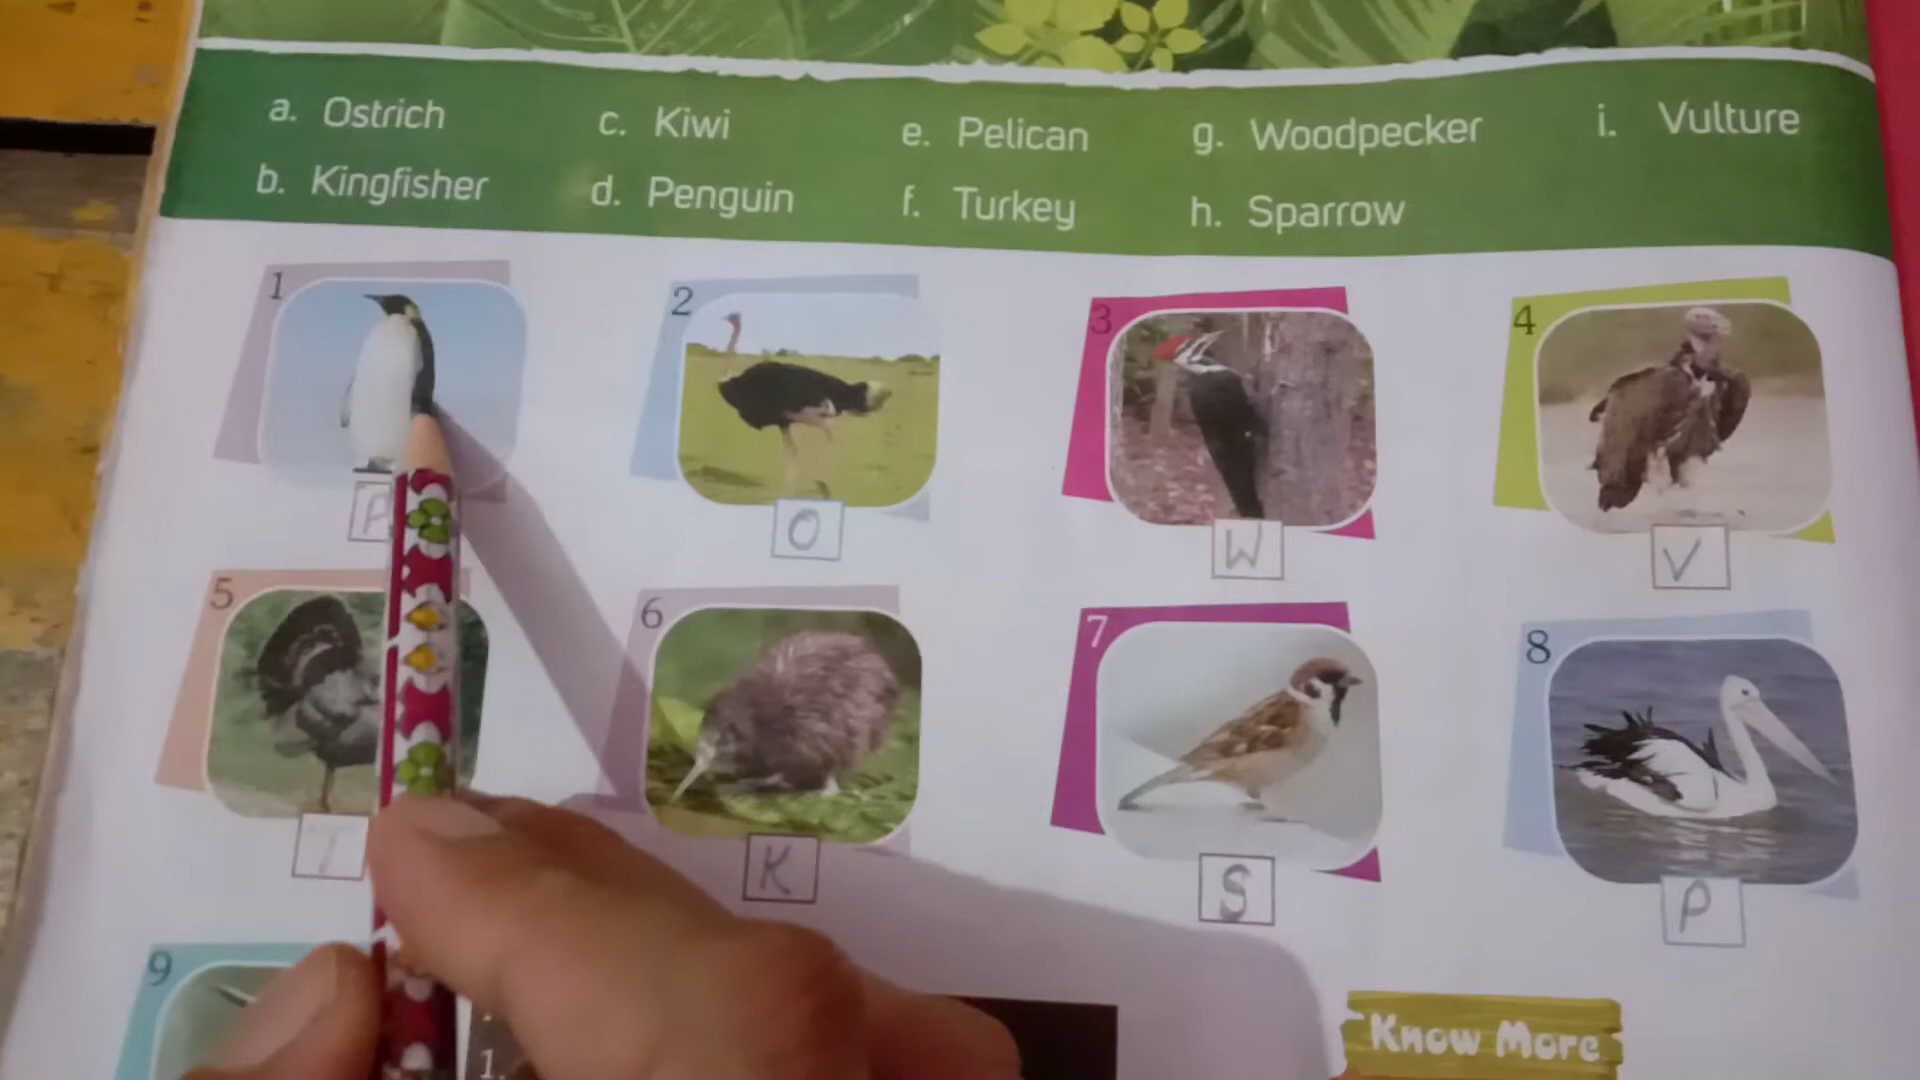 a. Ostrich c. Kiwi e. Pelican g. Woodpecker i. Vulture
b. Kingfisher d. Penguin f. Turkey h. Sparrow
1 2 3 4
P O W V
5 6 7 8
T K S P
9
1.
Know More